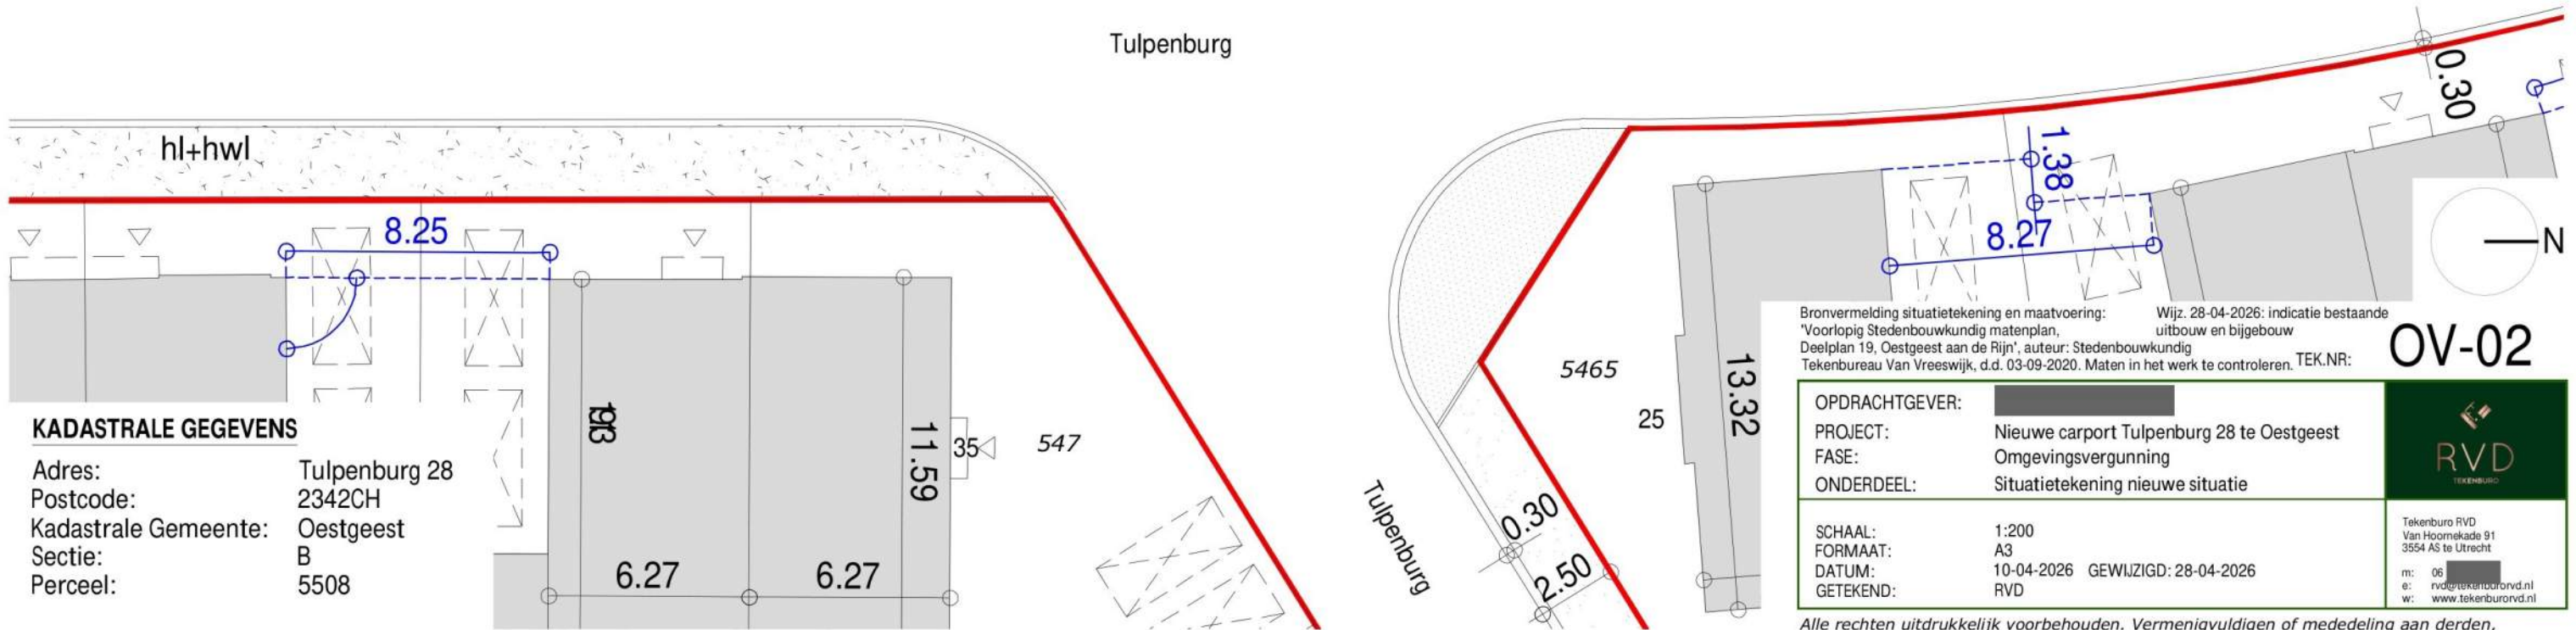 Tulpenburg
hl+hwl
8.25
11.59
35
547
6.27
6.27
KADASTRALE GEGEVENS
Adres: Tulpenburg 28
Postcode: 2342CH
Kadastrale Gemeente: Oestgeest
Sectie: B
Perceel: 5508
Tulpenburg
0.30
2.50
5465
25
13.32
1.38
8.27
0.30
N
Bronvermelding situatietekening en maatvoering:
'Voorlopig Stedenbouwkundig matenplan,
Deelplan 19, Oestgeest aan de Rijn', auteur: Stedenbouwkundig
Tekenbureau Van Vreeswijk, d.d. 03-09-2020. Maten in het werk te controleren.
Wijz. 28-04-2026: indicatie bestaande
uitbouw en bijgebouw
TEK.NR: OV-02
OPDRACHTGEVER:
PROJECT: Nieuwe carport Tulpenburg 28 te Oestgeest
FASE: Omgevingsvergunning
ONDERDEEL: Situatietekening nieuwe situatie
SCHAAL: 1:200
FORMAAT: A3
DATUM: 10-04-2026 GEWIJZIGD: 28-04-2026
GETEKEND: RVD
RVD
TEKENBURO
Tekenburo RVD
Van Hoornekade 91
3554 AS te Utrecht
m: 06
e: rvd@tekenburorvd.nl
w: www.tekenburorvd.nl
Alle rechten uitdrukkelijk voorbehouden. Vermenigvuldigen of mededeling aan derden,